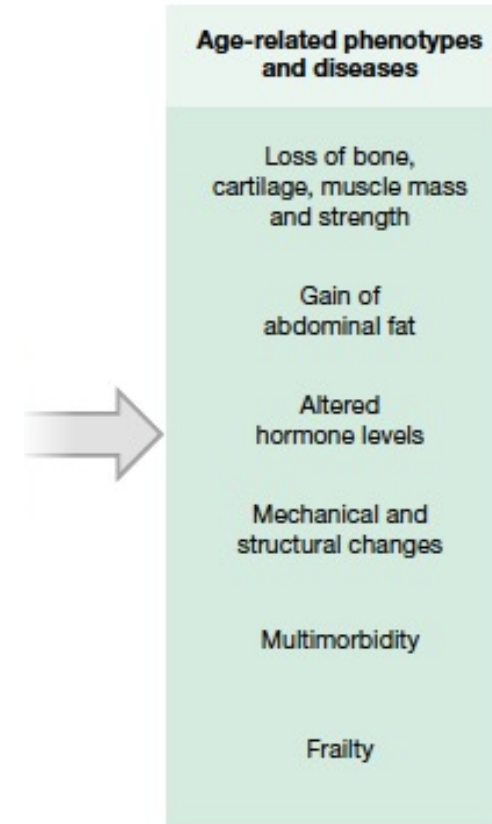 Age-related phenotypes
and diseases
Loss of bone,
cartilage, muscle mass
and strength
Gain of
abdominal fat
Altered
hormone levels
Mechanical and
structural changes
Multimorbidity
Frailty